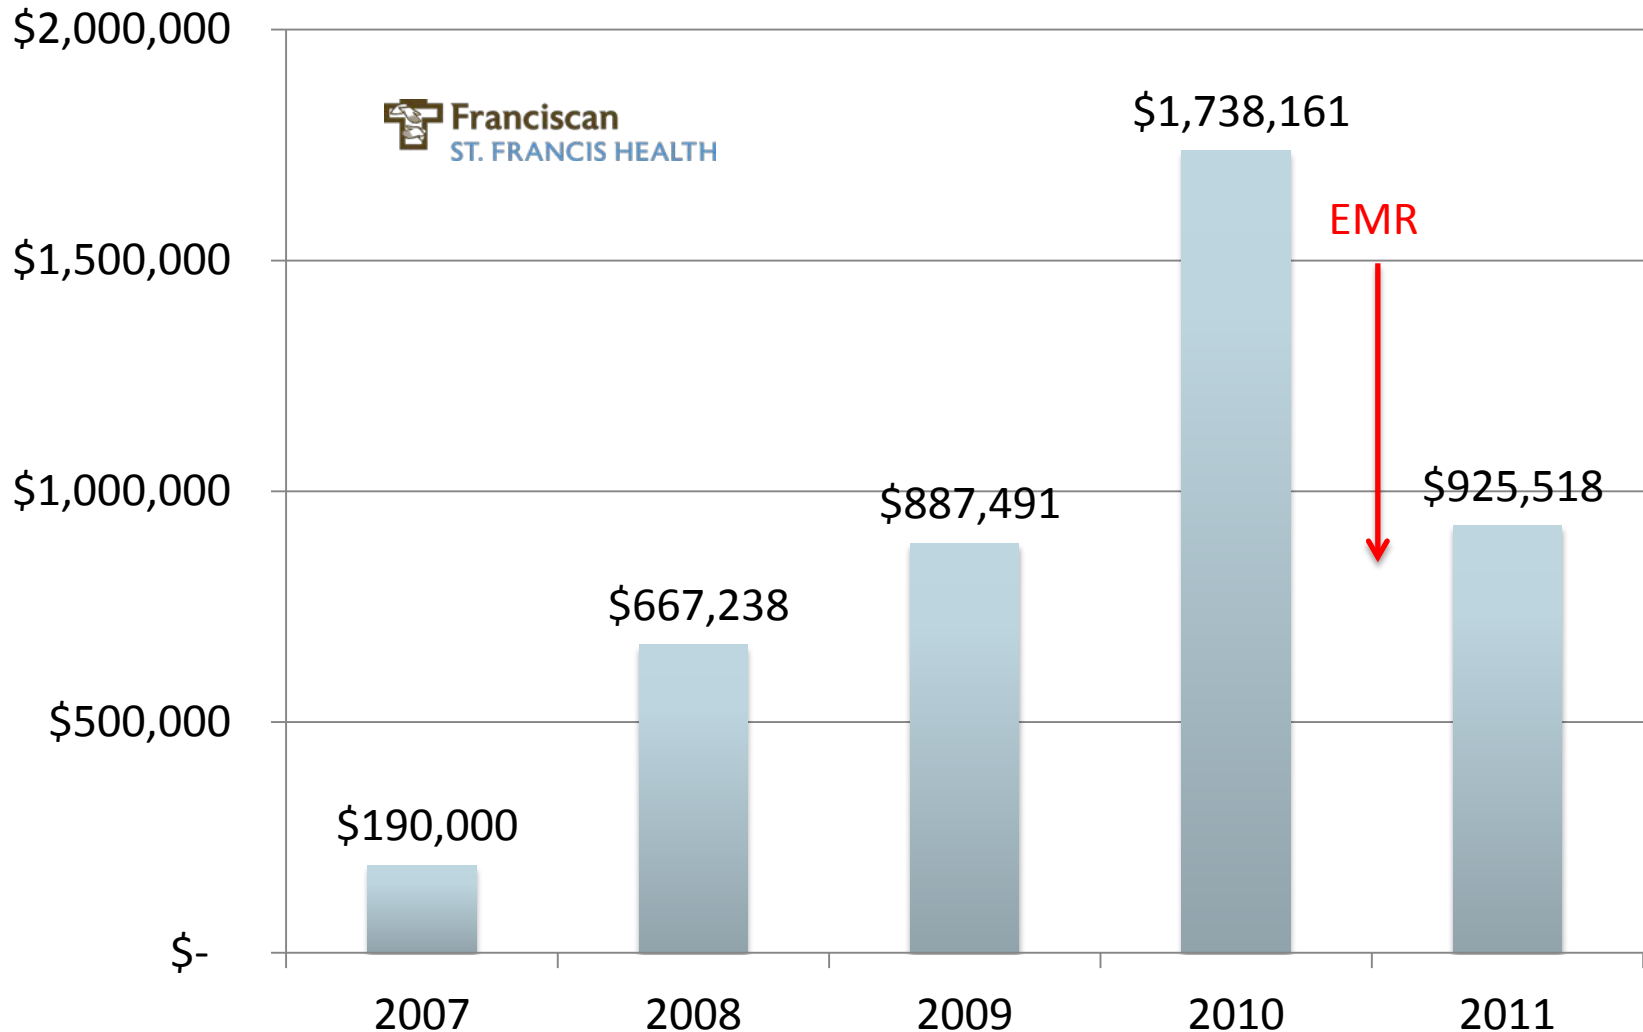 $2,000,000
Franciscan
ST. FRANCIS HEALTH
$1,738,161
EMR
$1,500,000
$1,000,000
$887,491
$925,518
$667,238
$500,000
$190,000
$-
2007 2008 2009 2010 2011